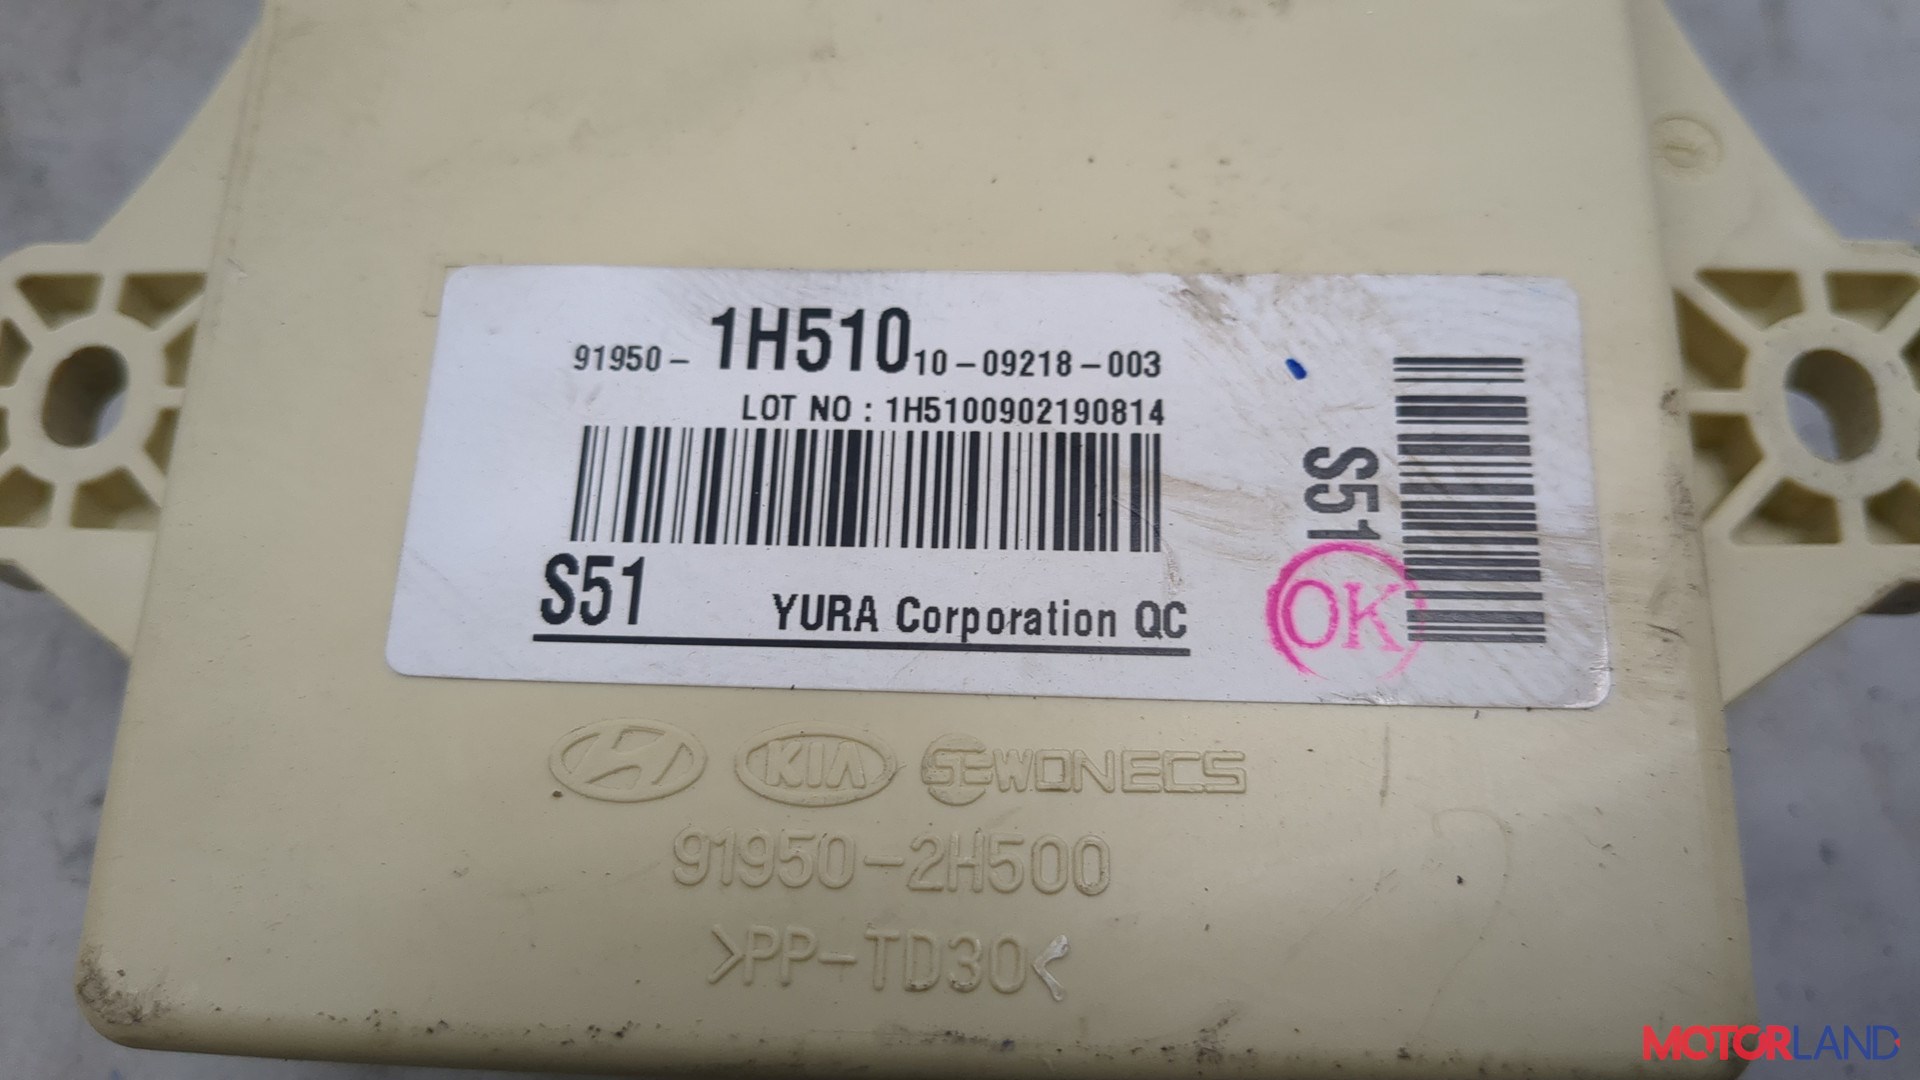 91950-1H510 10-09218-003
LOT NO : 1H5100902190814
S51
YURA Corporation QC
S51
OK
KIA SEWONECS
91950-2H500
>PP-TD30<
MOTORLAND